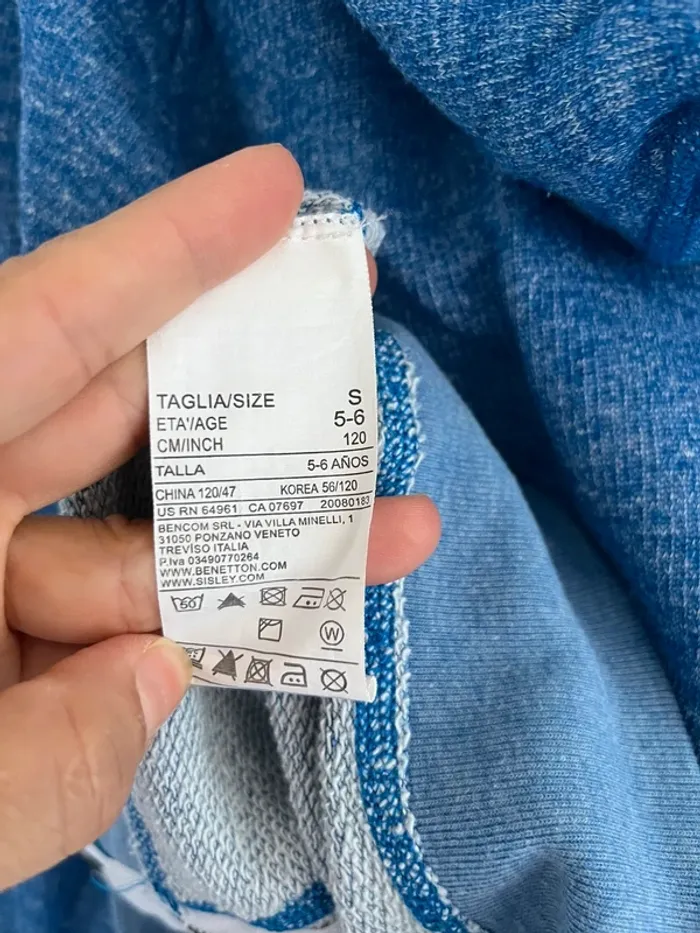 TAGLIA/SIZE S
ETA'/AGE 5-6
CM/INCH 120
TALLA 5-6 AÑOS
CHINA 120/47 KOREA 56/120
US RN 64961 CA 07697 20080183
BENCOM SRL - VIA VILLA MINELLI, 1
31050 PONZANO VENETO
TREVISO ITALIA
P.Iva 03490770264
WWW.BENETTON.COM
WWW.SISLEY.COM
W